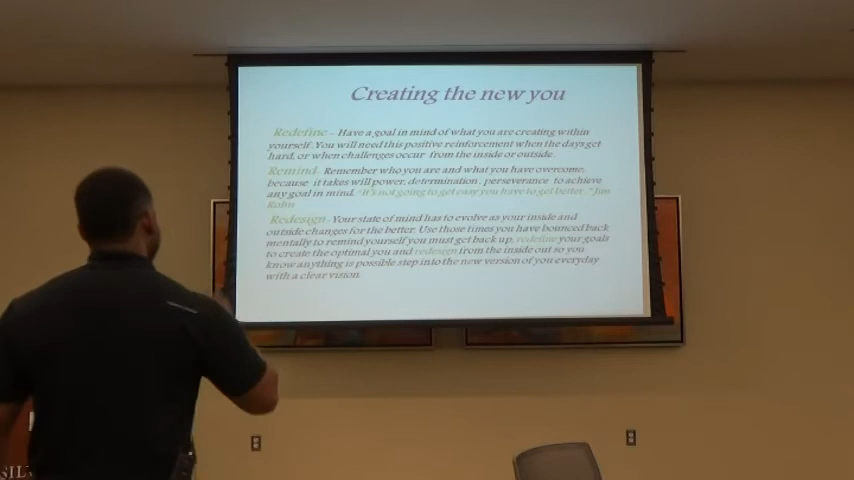 Creating the new you
Redefine - Have a goal in mind of what you are creating within
yourself. You will need this positive reinforcement when the days get
hard, or when challenges occur from the inside or outside.
Remind - Remember who you are and what you have overcome,
because it takes will power, determination, perseverance to achieve
any goal in mind. "It's not going to get easy you have to get better." Jim
Rohn
Redesign - Your state of mind has to evolve as your inside and
outside changes for the better. Use those times you have bounced back
mentally to remind yourself you must get back up, redefine your goals
to create the optimal you and redesign from the inside out so you
know anything is possible step into the new version of you everyday
with a clear vision.